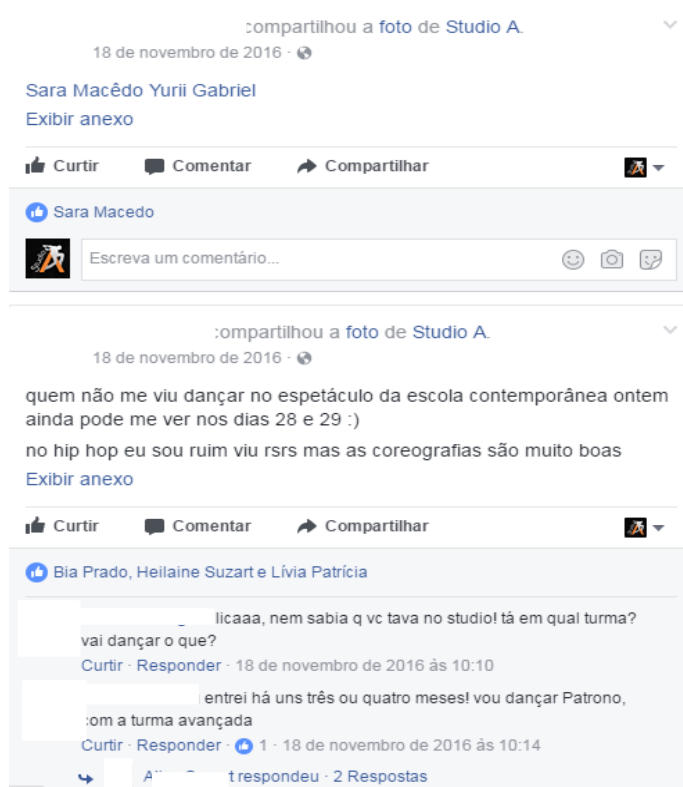 compartilhou a foto de Studio A.
18 de novembro de 2016 ·
Sara Macêdo Yurii Gabriel
Exibir anexo
Curtir Comentar Compartilhar
Sara Macedo
Escreva um comentário...
compartilhou a foto de Studio A.
18 de novembro de 2016 ·
quem não me viu dançar no espetáculo da escola contemporânea ontem
ainda pode me ver nos dias 28 e 29 :)
no hip hop eu sou ruim viu rsrs mas as coreografias são muito boas
Exibir anexo
Curtir Comentar Compartilhar
Bia Prado, Heilaine Suzart e Lívia Patrícia
licaaa, nem sabia q vc tava no studio! tá em qual turma?
vai dançar o que?
Curtir · Responder · 18 de novembro de 2016 às 10:10
entrei há uns três ou quatro meses! vou dançar Patrono,
com a turma avançada
Curtir · Responder · 1 · 18 de novembro de 2016 às 10:14
respondeu · 2 Respostas